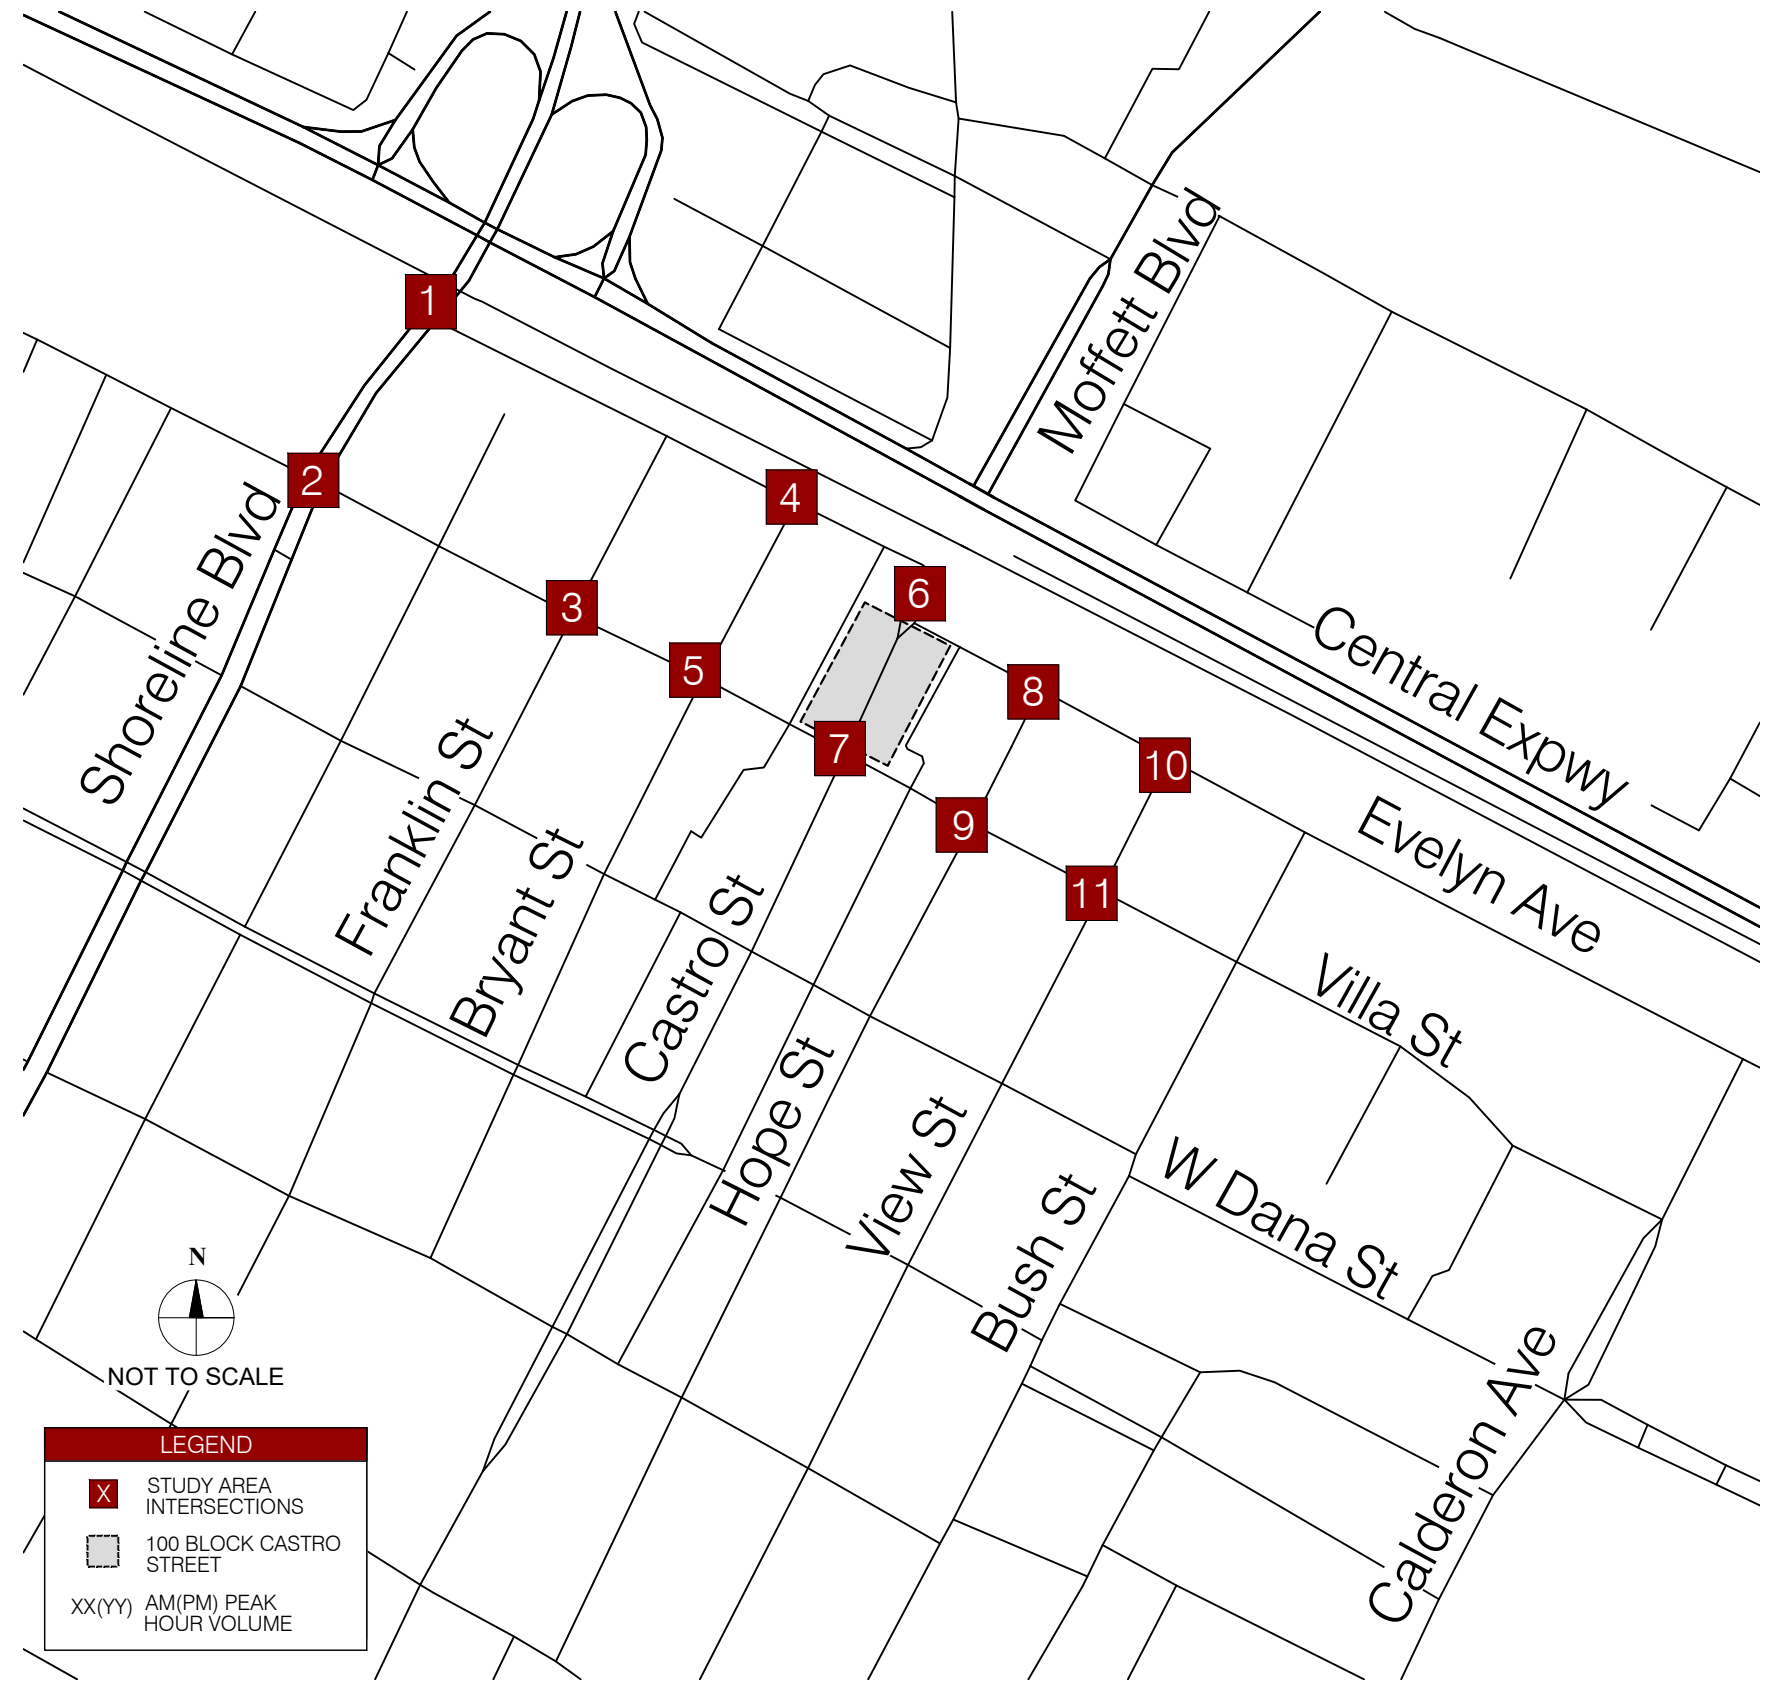 Moffett Blvd
1
2
4
3
6
5
8
7
10
9
11
Shoreline Blvd
Central Expwy
Franklin St
Evelyn Ave
Bryant St
Castro St
Villa St
Hope St
View St
W Dana St
Bush St
Calderon Ave
N
NOT TO SCALE
LEGEND
X
STUDY AREA
INTERSECTIONS
100 BLOCK CASTRO
STREET
XX(YY)
AM(PM) PEAK
HOUR VOLUME